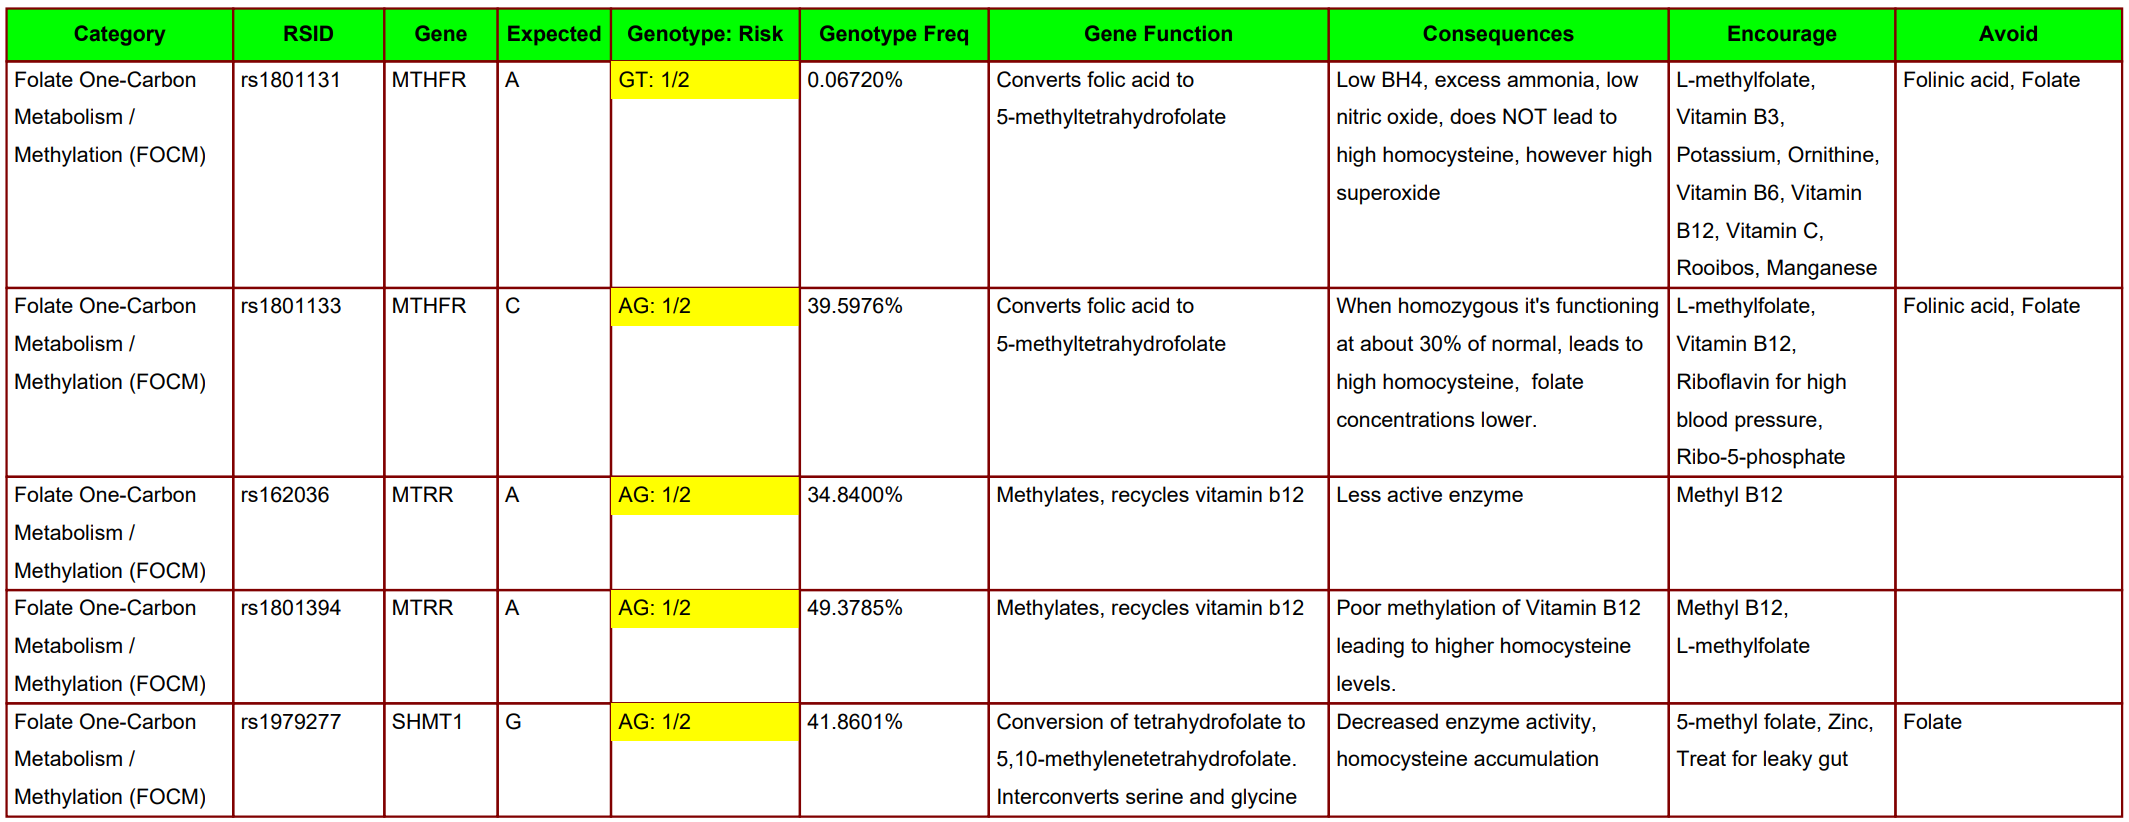 Category RSID Gene Expected Genotype: Risk Genotype Freq Gene Function Consequences Encourage Avoid
Folate One-Carbon rs1801131 MTHFR A GT: 1/2 0.06720% Converts folic acid to Low BH4, excess ammonia, low L-methylfolate, Folinic acid, Folate
Metabolism / 5-methyltetrahydrofolate nitric oxide, does NOT lead to Vitamin B3,
Methylation (FOCM) high homocysteine, however high Potassium, Ornithine,
superoxide Vitamin B6, Vitamin
B12, Vitamin C,
Rooibos, Manganese
Folate One-Carbon rs1801133 MTHFR C AG: 1/2 39.5976% Converts folic acid to When homozygous it's functioning L-methylfolate, Folinic acid, Folate
Metabolism / 5-methyltetrahydrofolate at about 30% of normal, leads to Vitamin B12,
Methylation (FOCM) high homocysteine, folate Riboflavin for high
concentrations lower. blood pressure,
Ribo-5-phosphate
Folate One-Carbon rs162036 MTRR A AG: 1/2 34.8400% Methylates, recycles vitamin b12 Less active enzyme Methyl B12
Metabolism /
Methylation (FOCM)
Folate One-Carbon rs1801394 MTRR A AG: 1/2 49.3785% Methylates, recycles vitamin b12 Poor methylation of Vitamin B12 Methyl B12,
Metabolism / leading to higher homocysteine L-methylfolate
Methylation (FOCM) levels.
Folate One-Carbon rs1979277 SHMT1 G AG: 1/2 41.8601% Conversion of tetrahydrofolate to Decreased enzyme activity, 5-methyl folate, Zinc, Folate
Metabolism / 5,10-methylenetetrahydrofolate. homocysteine accumulation Treat for leaky gut
Methylation (FOCM) Interconverts serine and glycine